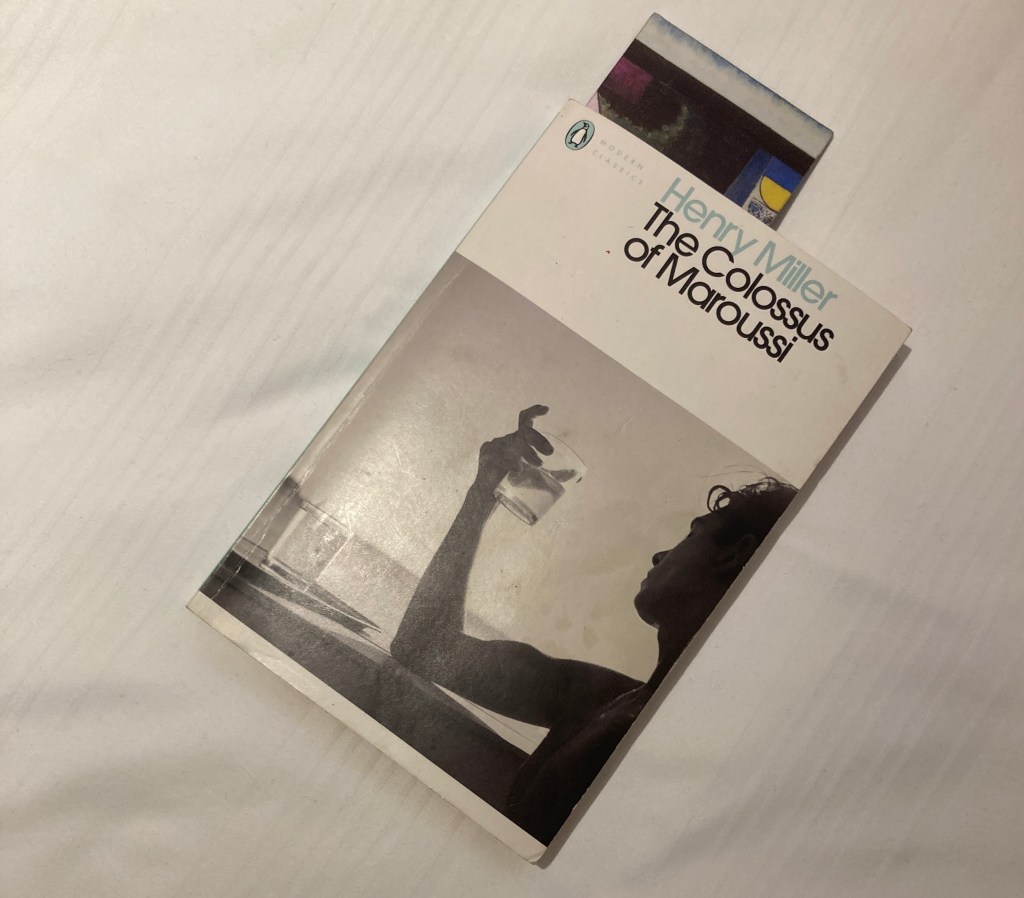 MODERN
CLASSICS
Henry Miller
The Colossus
of Maroussi